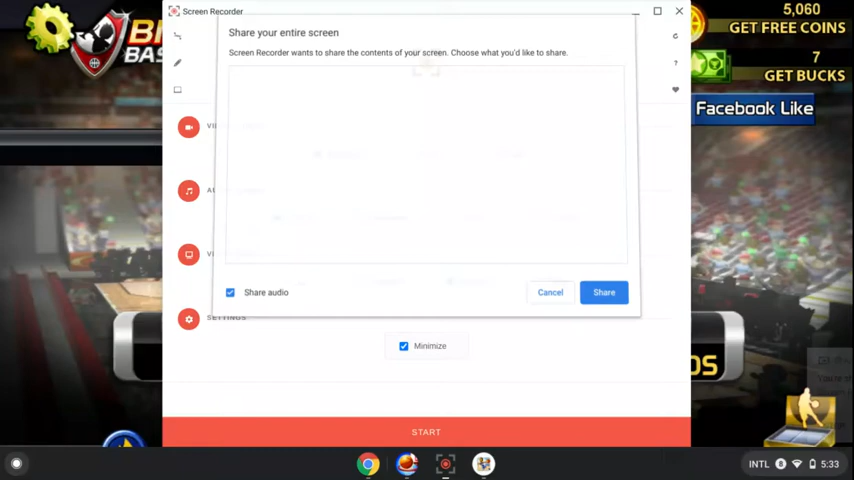 Screen Recorder
5,060
GET FREE COINS
7
GET BUCKS
Facebook Like
Share your entire screen
Screen Recorder wants to share the contents of your screen. Choose what you'd like to share.
Share audio
Cancel
Share
SETTINGS
Minimize
START
INTL
5:33